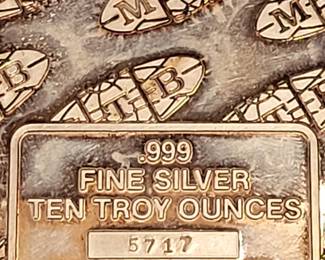 M
M
M
M T B
M T B
T B
.999
FINE SILVER
TEN TROY OUNCES
5717